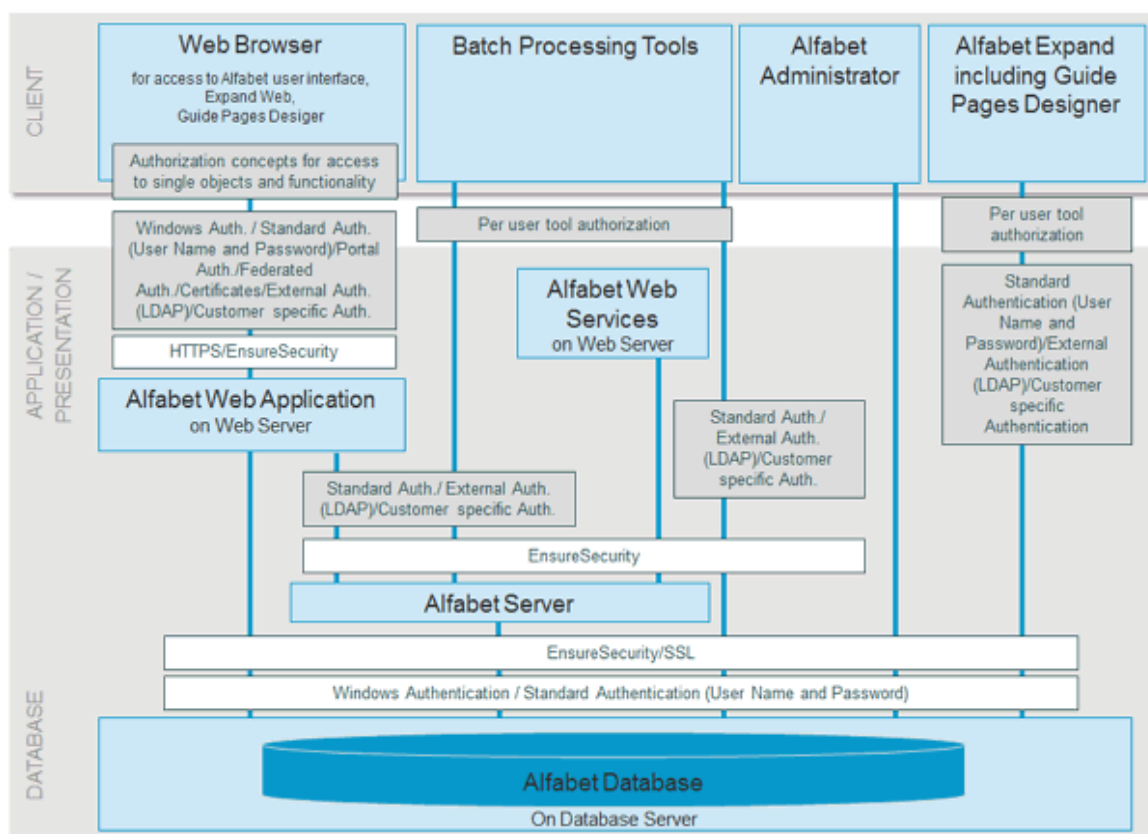 CLIENT
Web Browser
for access to Alfabet user interface,
Expand Web,
Guide Pages Desiger
Batch Processing Tools
Alfabet
Administrator
Alfabet Expand
including Guide
Pages Designer
Authorization concepts for access
to single objects and functionality
Windows Auth. / Standard Auth.
(User Name and Password)/Portal
Auth./Federated
Auth./Certificates/External Auth.
(LDAP)/Customer specific Auth.
Per user tool authorization
Per user tool
authorization
APPLICATION /
PRESENTATION
HTTPS/EnsureSecurity
Alfabet Web
Services
on Web Server
Standard
Authentication (User
Name and
Password)/External
Authentication
(LDAP)/Customer
specific
Authentication
Alfabet Web Application
on Web Server
Standard Auth./
External Auth.
(LDAP)/Customer
specific Auth.
Standard Auth./ External Auth.
(LDAP)/Customer specific Auth.
EnsureSecurity
Alfabet Server
EnsureSecurity/SSL
Windows Authentication / Standard Authentication (User Name and Password)
DATABASE
Alfabet Database
On Database Server